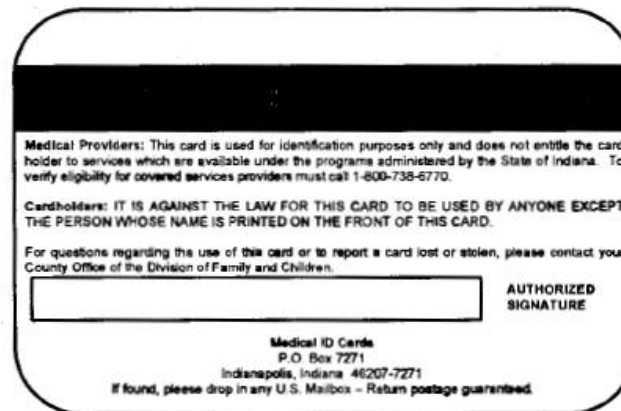 Medical Providers: This card is used for identification purposes only and does not entitle the card
holder to services which are available under the programs administered by the State of Indiana. To
verify eligibility for covered services providers must call 1-800-738-6770.
Cardholders: IT IS AGAINST THE LAW FOR THIS CARD TO BE USED BY ANYONE EXCEPT
THE PERSON WHOSE NAME IS PRINTED ON THE FRONT OF THIS CARD.
For questions regarding the use of this card or to report a card lost or stolen, please contact your
County Office of the Division of Family and Children.
AUTHORIZED
SIGNATURE
Medical ID Cards
P.O. Box 7271
Indianapolis, Indiana 46207-7271
If found, please drop in any U.S. Mailbox – Return postage guaranteed.